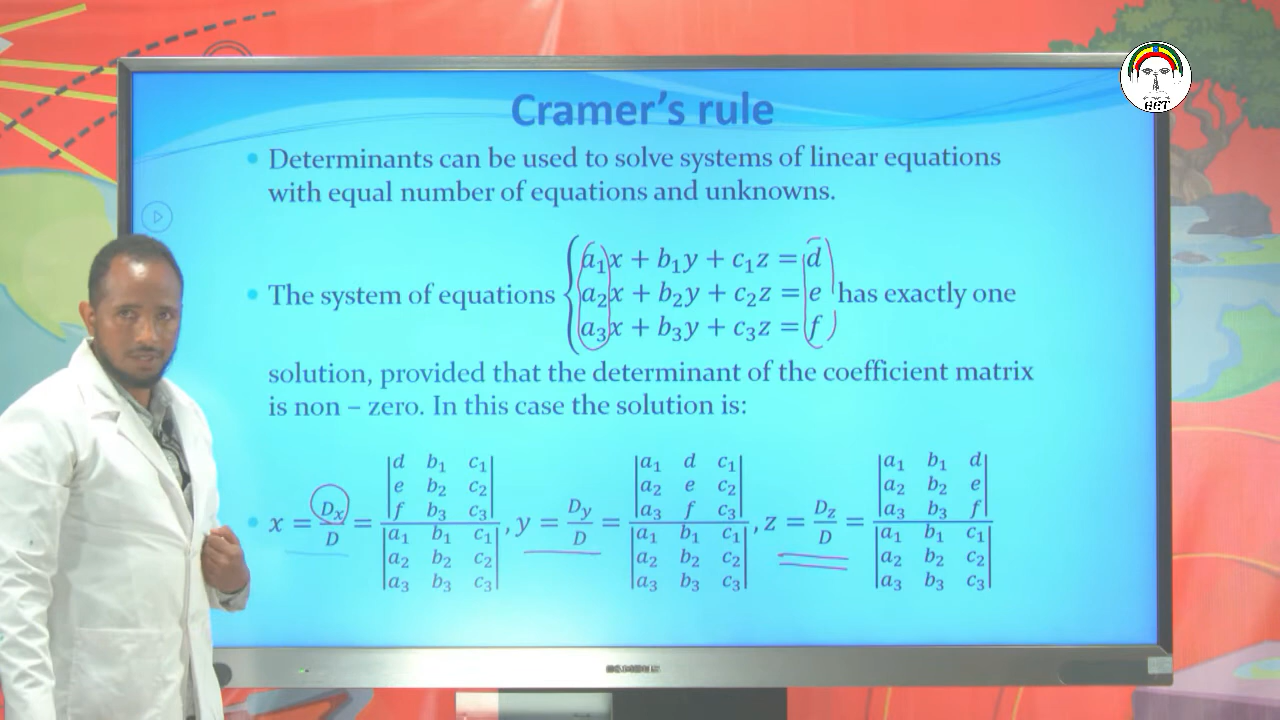 Cramer's rule
• Determinants can be used to solve systems of linear equations
with equal number of equations and unknowns.
a₁x + b₁y + c₁z = d
• The system of equations { a₂x + b₂y + c₂z = e has exactly one
a₃x + b₃y + c₃z = f
solution, provided that the determinant of the coefficient matrix
is non – zero. In this case the solution is:
• x = Dₓ/D = |d b₁ c₁; e b₂ c₂; f b₃ c₃| / |a₁ b₁ c₁; a₂ b₂ c₂; a₃ b₃ c₃| , y = Dy/D = |a₁ d c₁; a₂ e c₂; a₃ f c₃| / |a₁ b₁ c₁; a₂ b₂ c₂; a₃ b₃ c₃| , z = Dz/D = |a₁ b₁ d; a₂ b₂ e; a₃ b₃ f| / |a₁ b₁ c₁; a₂ b₂ c₂; a₃ b₃ c₃|